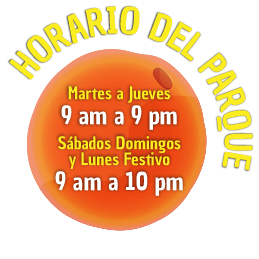 HORARIO DEL PARQUE
Martes a Jueves
9 am a 9 pm
Sábados Domingos
y Lunes Festivo
9 am a 10 pm